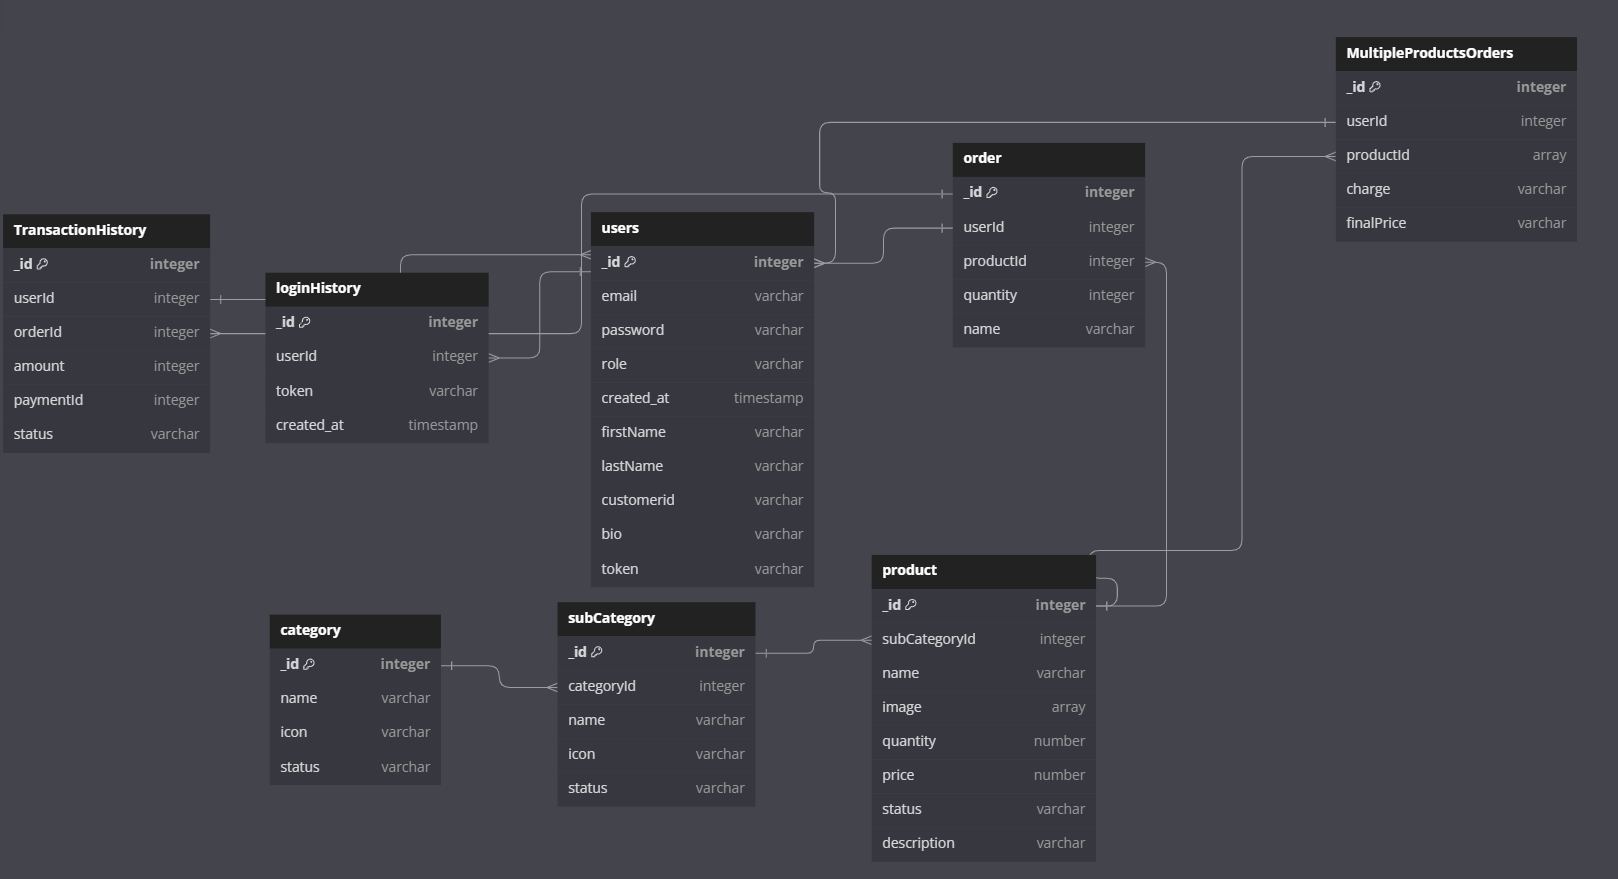 MultipleProductsOrders
_id integer
userId integer
productId array
charge varchar
finalPrice varchar
order
_id integer
userId integer
productId integer
quantity integer
name varchar
TransactionHistory
_id integer
userId integer
orderId integer
amount integer
paymentId integer
status varchar
loginHistory
_id integer
userId integer
token varchar
created_at timestamp
users
_id integer
email varchar
password varchar
role varchar
created_at timestamp
firstName varchar
lastName varchar
customerid varchar
bio varchar
token varchar
category
_id integer
name varchar
icon varchar
status varchar
subCategory
_id integer
categoryId integer
name varchar
icon varchar
status varchar
product
_id integer
subCategoryId integer
name varchar
image array
quantity number
price number
status varchar
description varchar